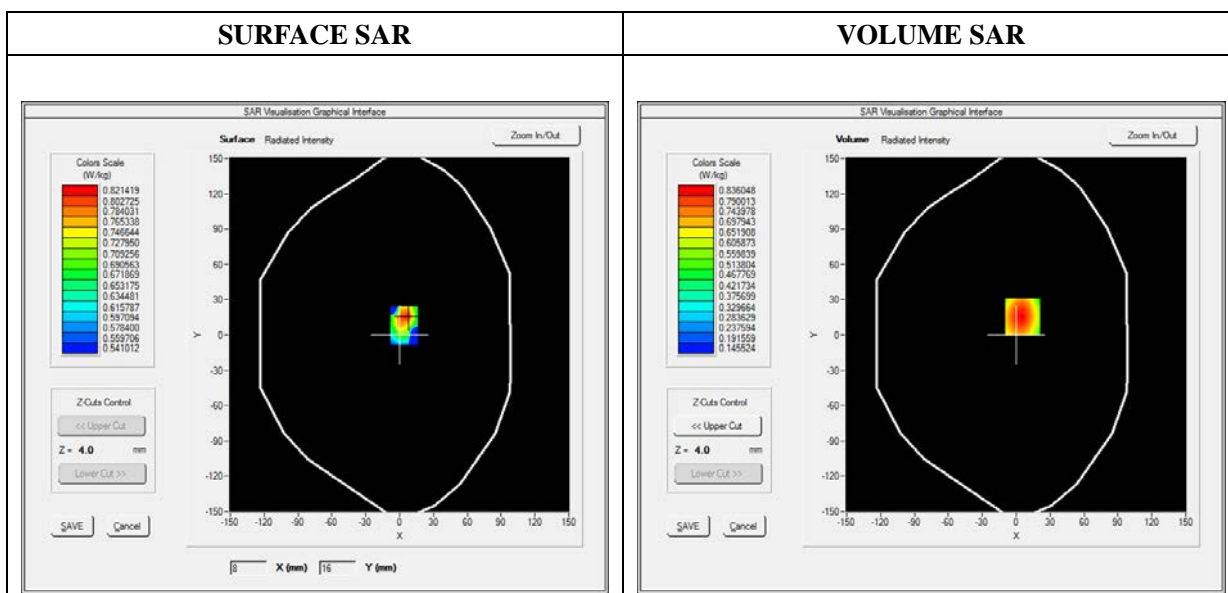 SURFACE SAR
VOLUME SAR
SAR Visualisation Graphical Interface
Surface Radiated Intensity
Zoom In/Out
Colors Scale
(W/kg)
0.821419
0.802725
0.784031
0.765338
0.746644
0.727950
0.709256
0.690563
0.671869
0.653175
0.634481
0.615787
0.597094
0.578400
0.559706
0.541012
Z-Cuts Control
<< Upper Cut
Z = 4.0 mm
Lower Cut >>
SAVE Cancel
Y
150
120
90
60
30
0
-30
-60
-90
-120
-150
-150 -120 -90 -60 -30 0 30 60 90 120 150
X
8 X (mm) 16 Y (mm)
SAR Visualisation Graphical Interface
Volume Radiated Intensity
Zoom In/Out
Colors Scale
(W/kg)
0.836048
0.790013
0.743978
0.697943
0.651908
0.605873
0.559839
0.513804
0.467769
0.421734
0.375699
0.329664
0.283629
0.237594
0.191559
0.145524
Z-Cuts Control
<< Upper Cut
Z = 4.0 mm
Lower Cut >>
SAVE Cancel
Y
150
120
90
60
30
0
-30
-60
-90
-120
-150
-150 -120 -90 -60 -30 0 30 60 90 120 150
X